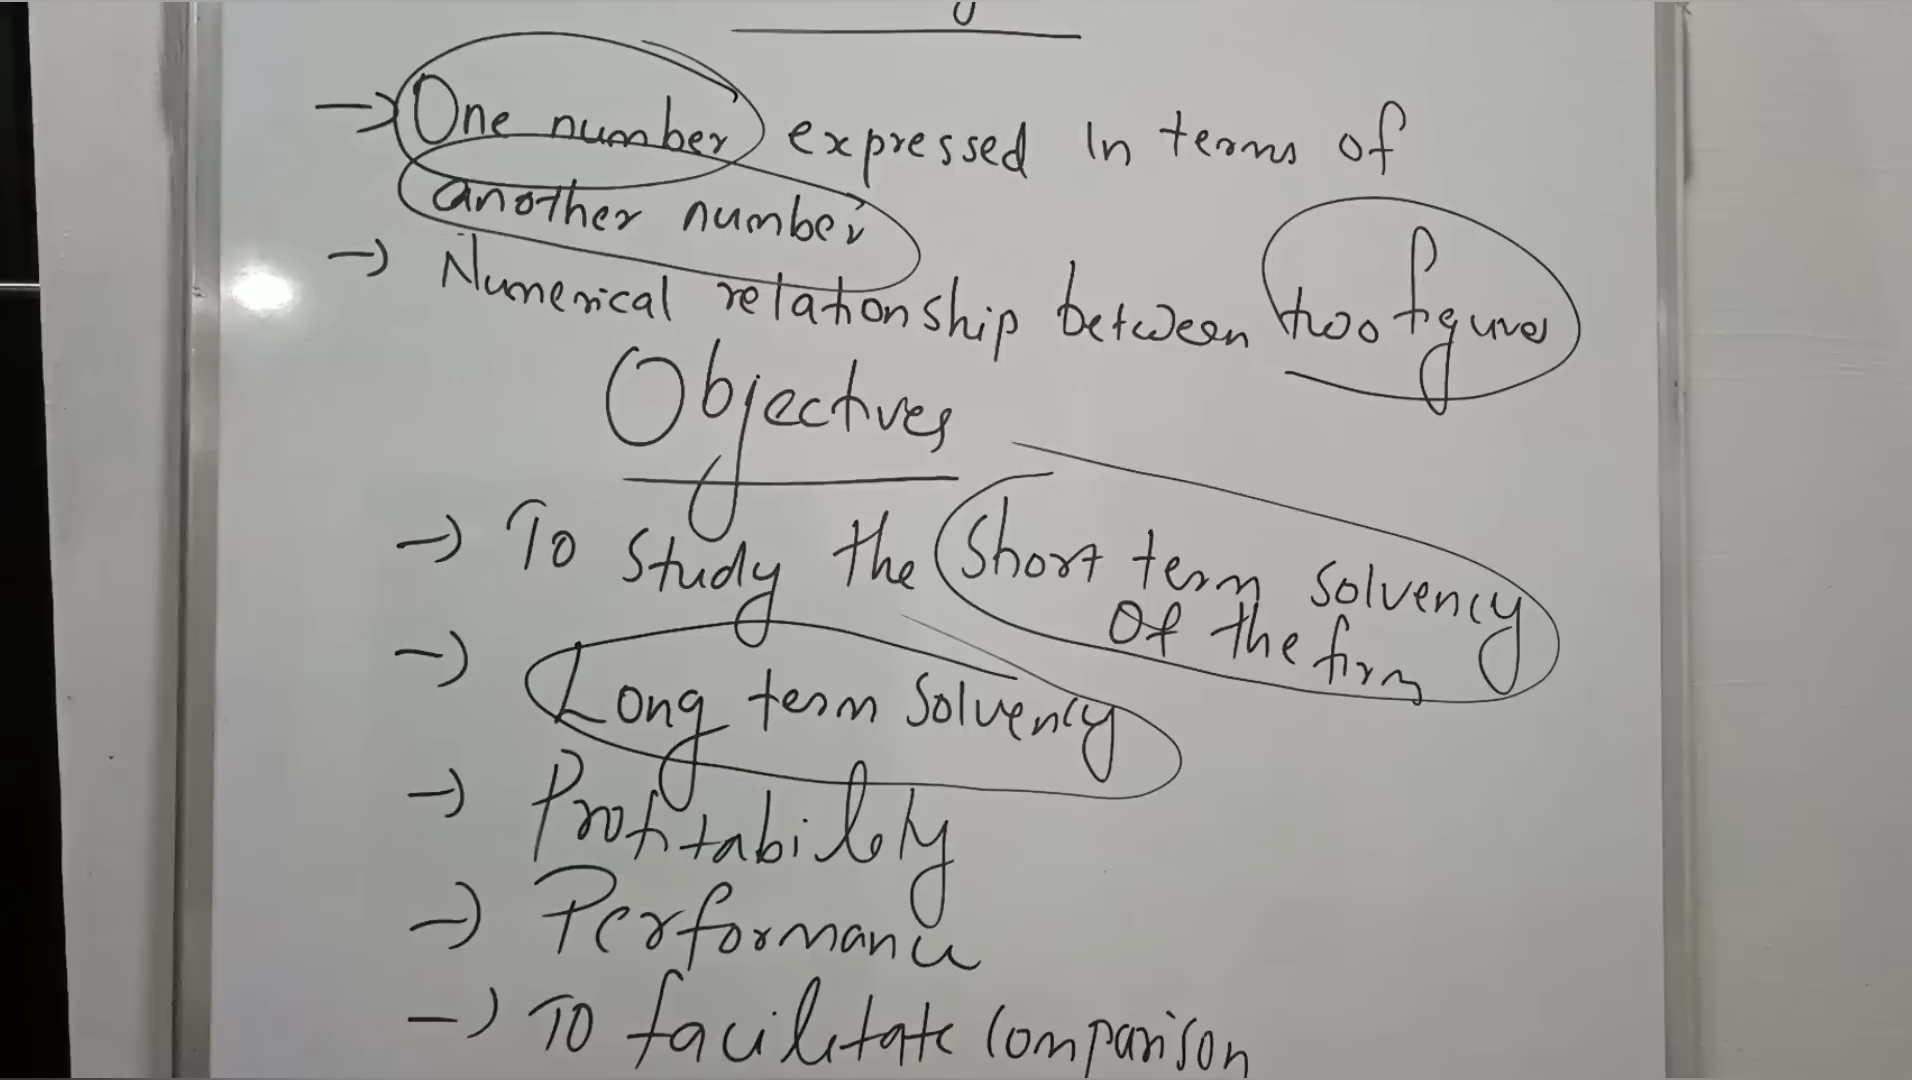 → One number expressed in terms of
another number
→ Numerical relationship between two figures
Objectives
→ To study the short term solvency
Of the firm
→ Long term Solvency
→ Profitability
→ Performance
→ To facilitate comparison